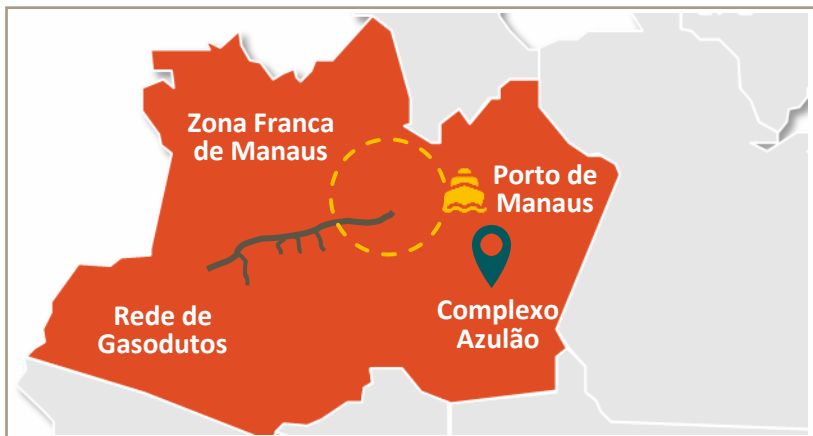 Zona Franca
de Manaus
Porto de
Manaus
Complexo
Azulão
Rede de
Gasodutos